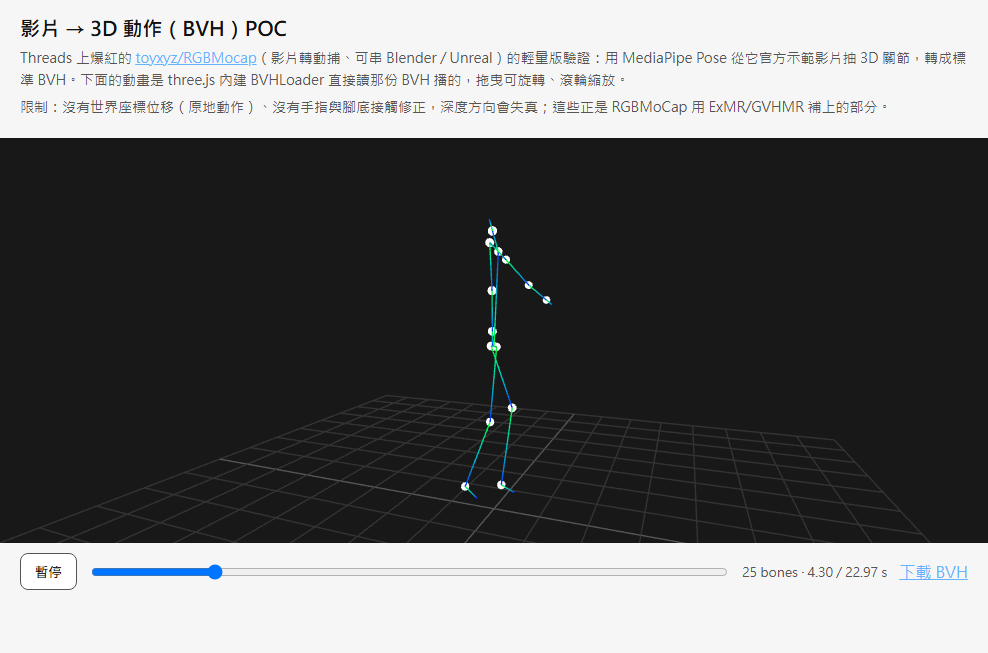 影片 → 3D 動作（BVH）POC
Threads 上爆紅的 toyxyz/RGBMocap（影片轉動捕、可串 Blender / Unreal）的輕量版驗證：用 MediaPipe Pose 從它官方示範影片抽 3D 關節，轉成標
準 BVH。下面的動畫是 three.js 內建 BVHLoader 直接讀那份 BVH 播的，拖曳可旋轉、滾輪縮放。
限制：沒有世界座標位移（原地動作）、沒有手指與腳底接觸修正，深度方向會失真；這些正是 RGBMoCap 用 ExMR/GVHMR 補上的部分。
暫停
25 bones · 4.30 / 22.97 s
下載 BVH